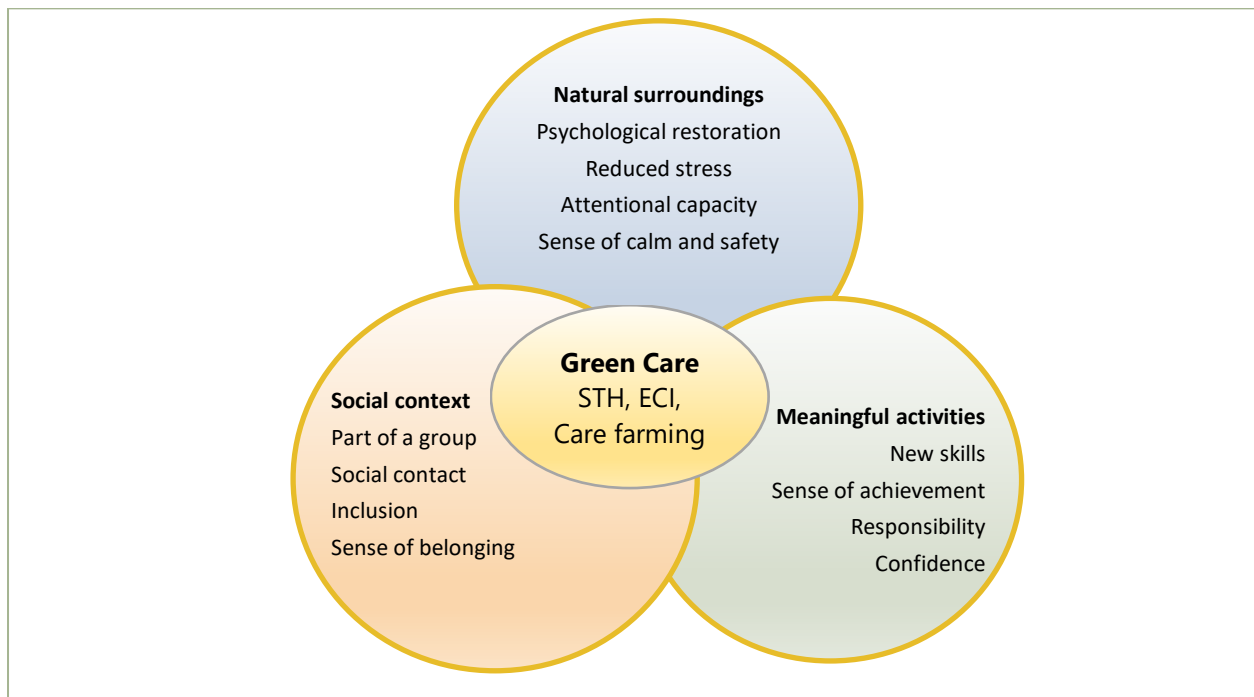 Natural surroundings
Psychological restoration
Reduced stress
Attentional capacity
Sense of calm and safety
Green Care
STH, ECI,
Care farming
Social context
Part of a group
Social contact
Inclusion
Sense of belonging
Meaningful activities
New skills
Sense of achievement
Responsibility
Confidence